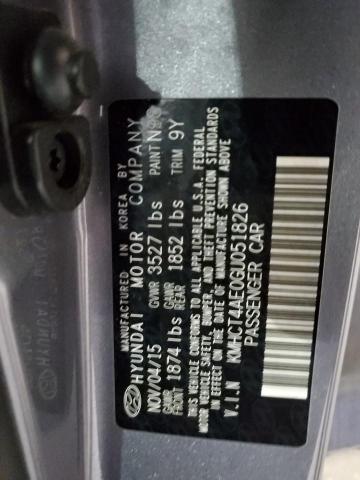 MANUFACTURED IN KOREA BY
HYUNDAI MOTOR COMPANY
NOV/04/15 GVWR 3527 lbs PAINT
GAWR FRONT 1874 lbs GAWR REAR 1852 lbs TRIM 9Y
THIS VEHICLE CONFORMS TO ALL APPLICABLE U.S.A. FEDERAL
MOTOR VEHICLE SAFETY, BUMPER, AND THEFT PREVENTION STANDARDS
IN EFFECT ON THE DATE OF MANUFACTURE SHOWN ABOVE
V.I.N KMHCT4AE0GU051826
PASSENGER CAR